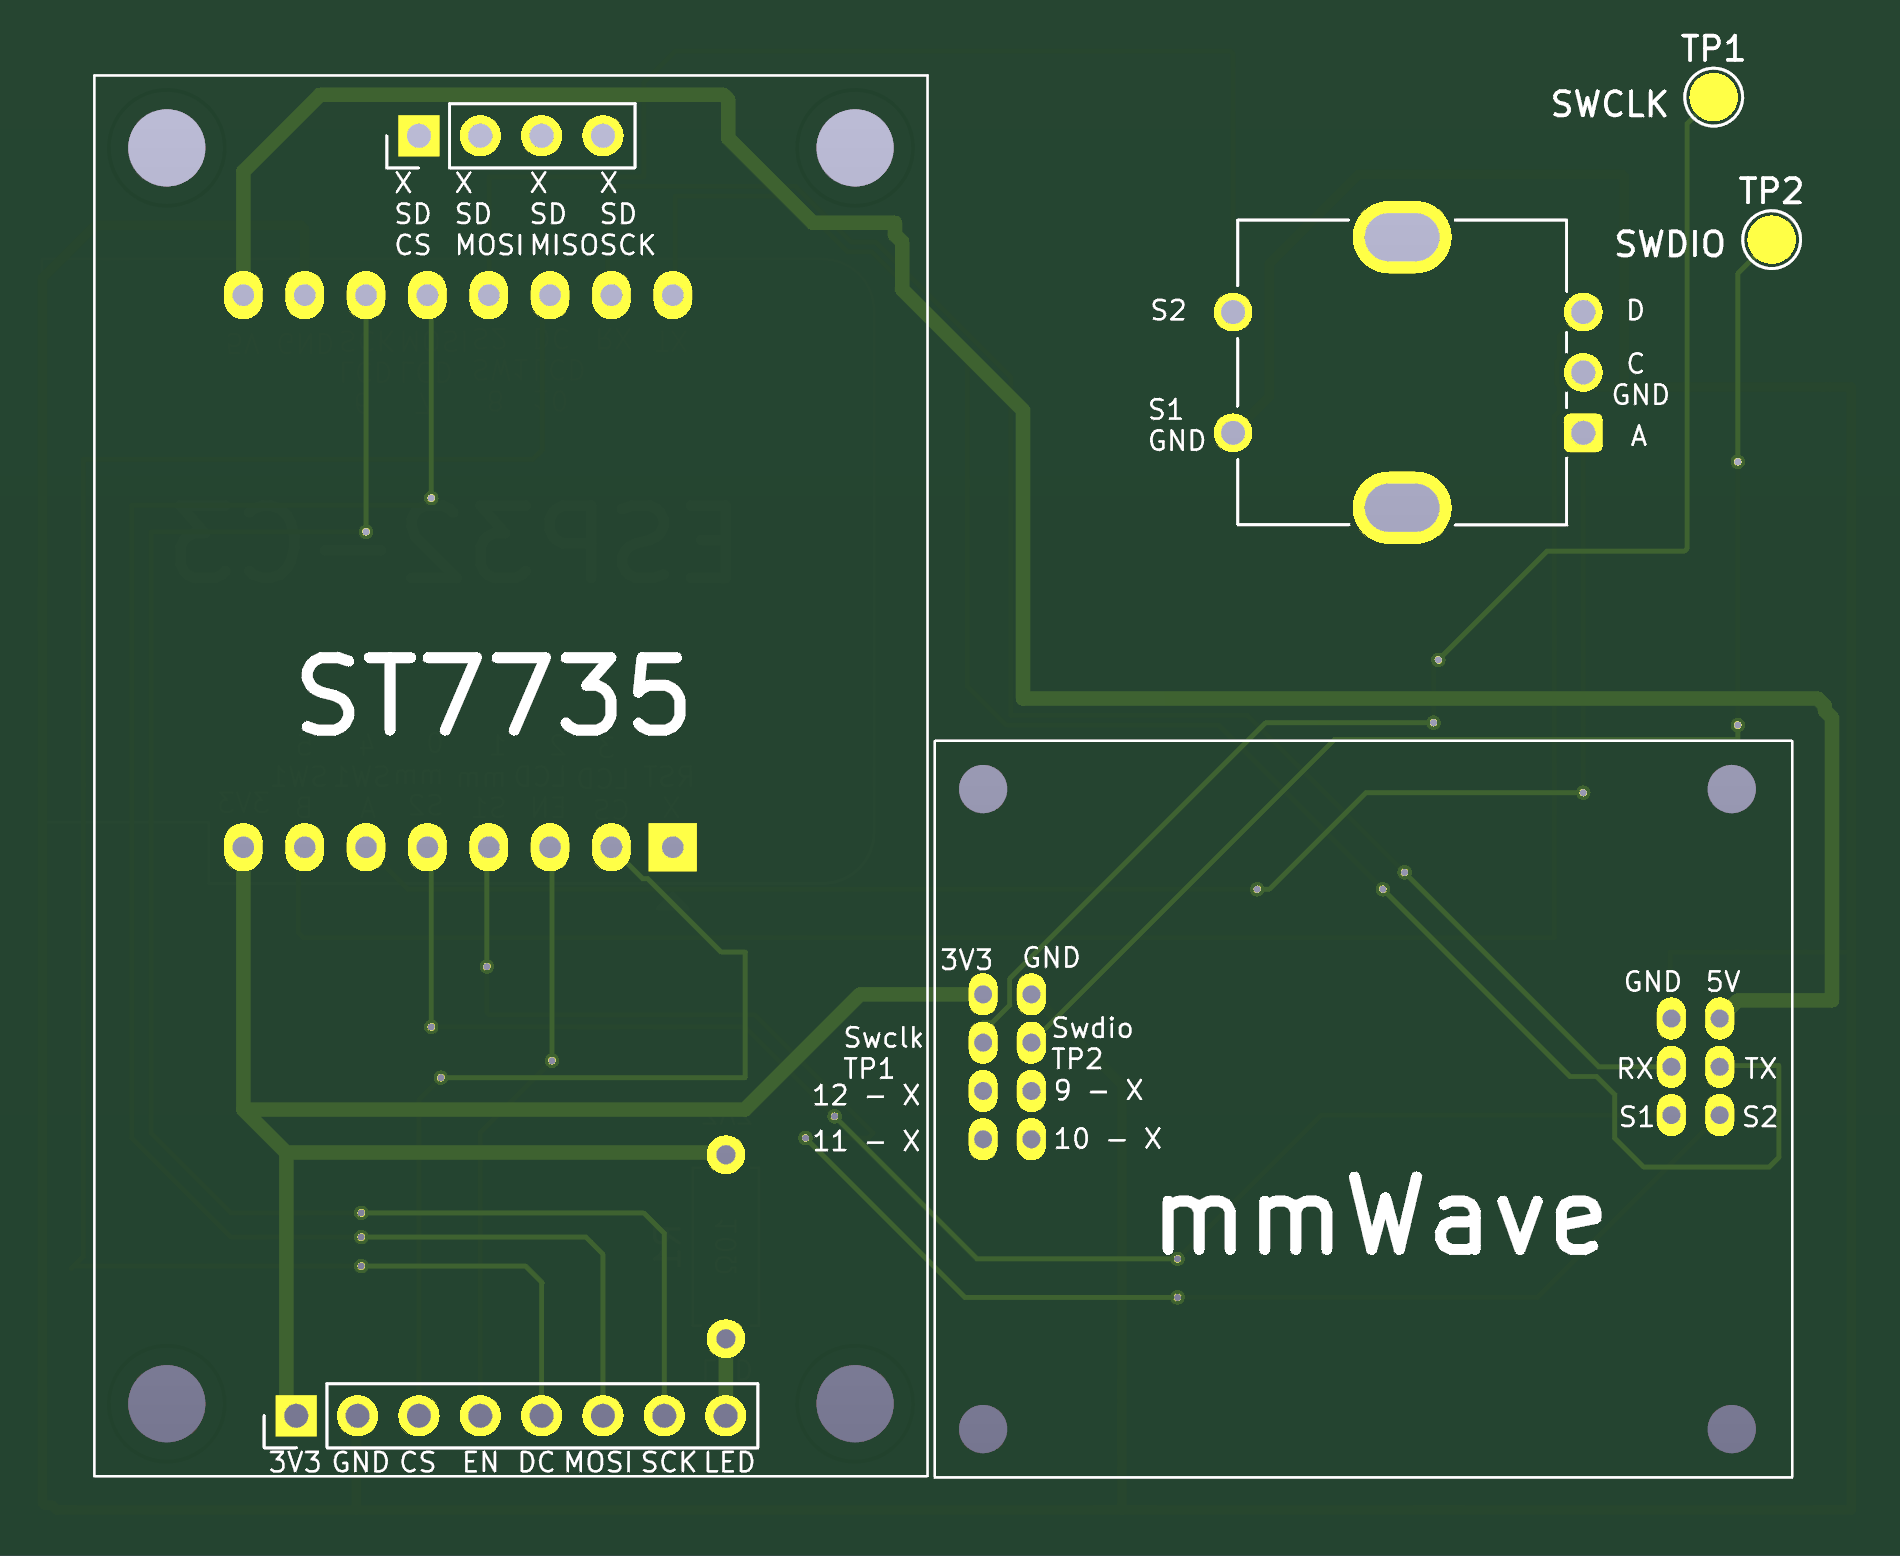 TP1
SWCLK
TP2
SWDIO
X X X X
SD SD SD SD
CS MOSI MISO SCK
S2
D
C
GND
S1
GND
A
ESP32-C3
ST7735
3V3 GND
GND 5V
Swclk
TP1
Swdio
TP2
RX TX
12 - X
9 - X
S1 S2
11 - X
10 - X
mmWave
3V3 GND CS EN DC MOSI SCK LED